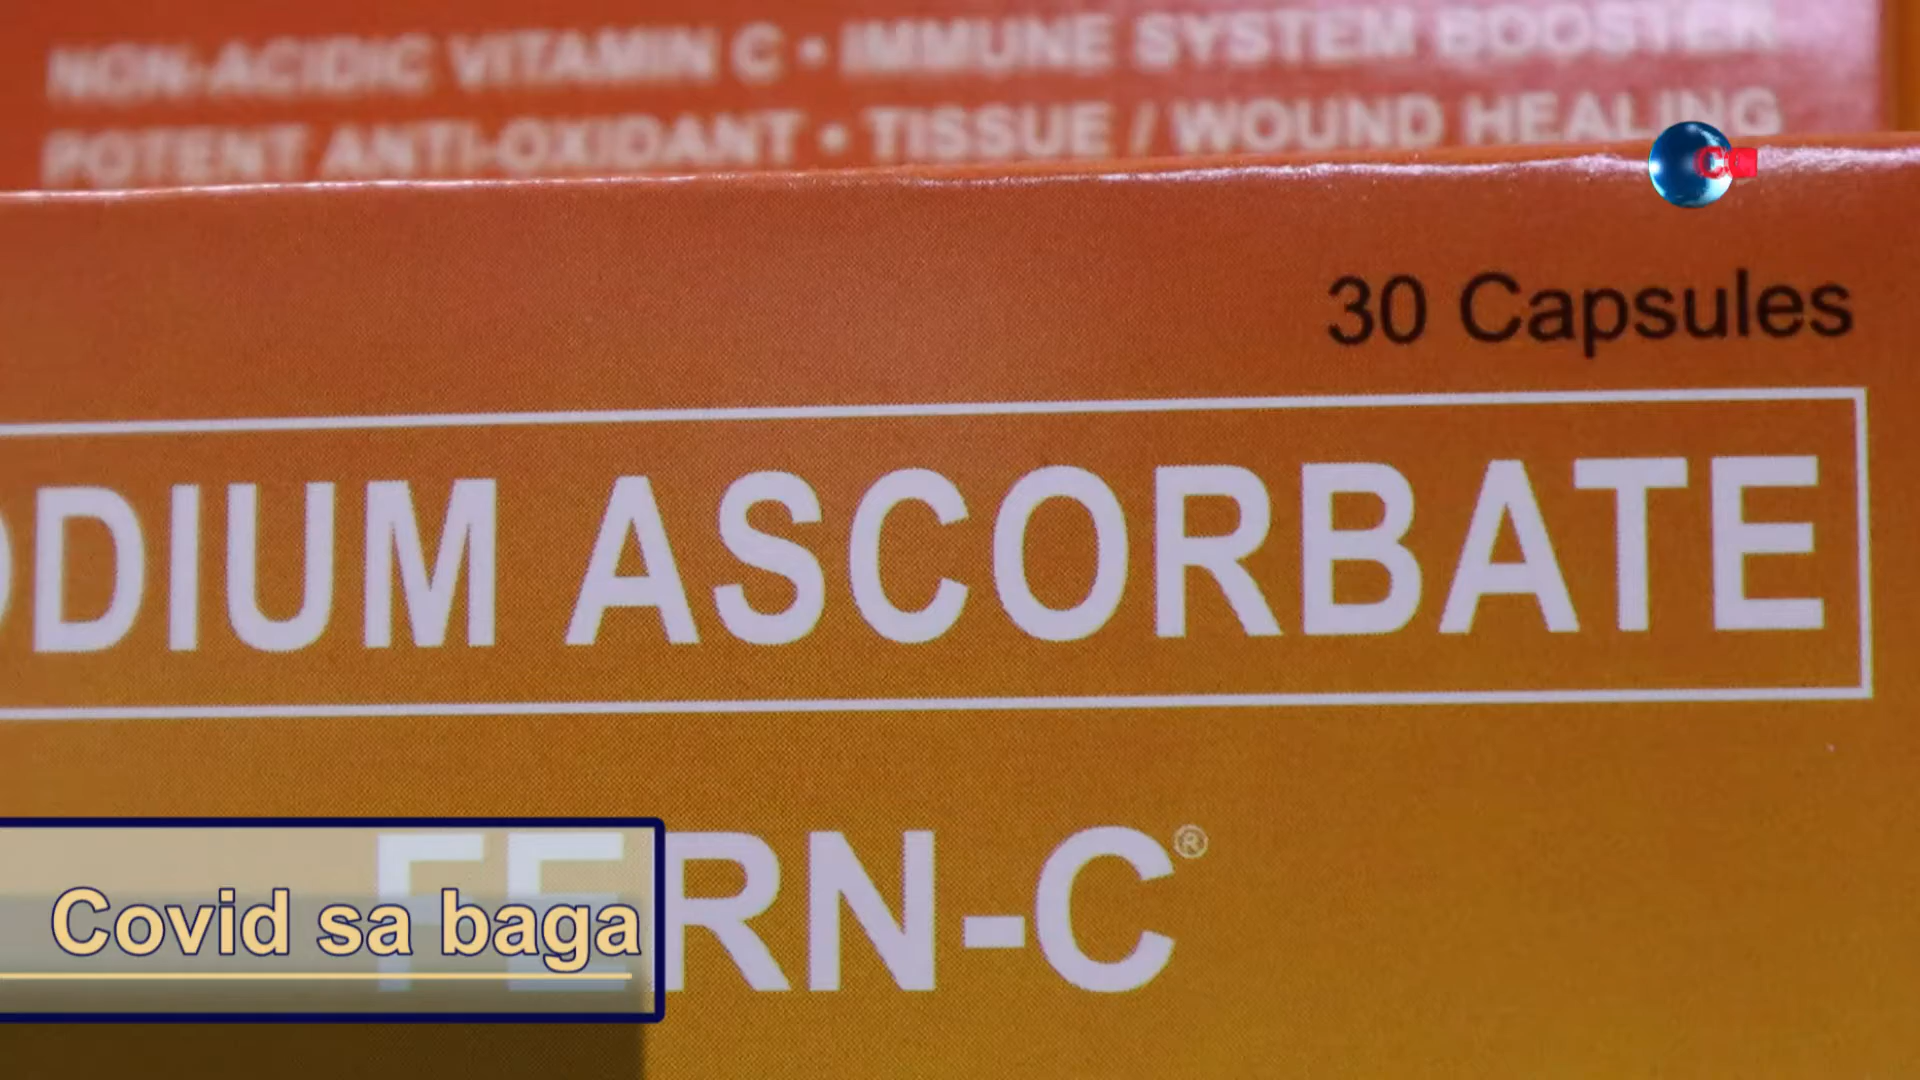 NON-ACIDIC VITAMIN C • IMMUNE SYSTEM BOOSTER
POTENT ANTI-OXIDANT • TISSUE / WOUND HEALING
30 Capsules
ODIUM ASCORBATE
FERN-C®
Covid sa baga